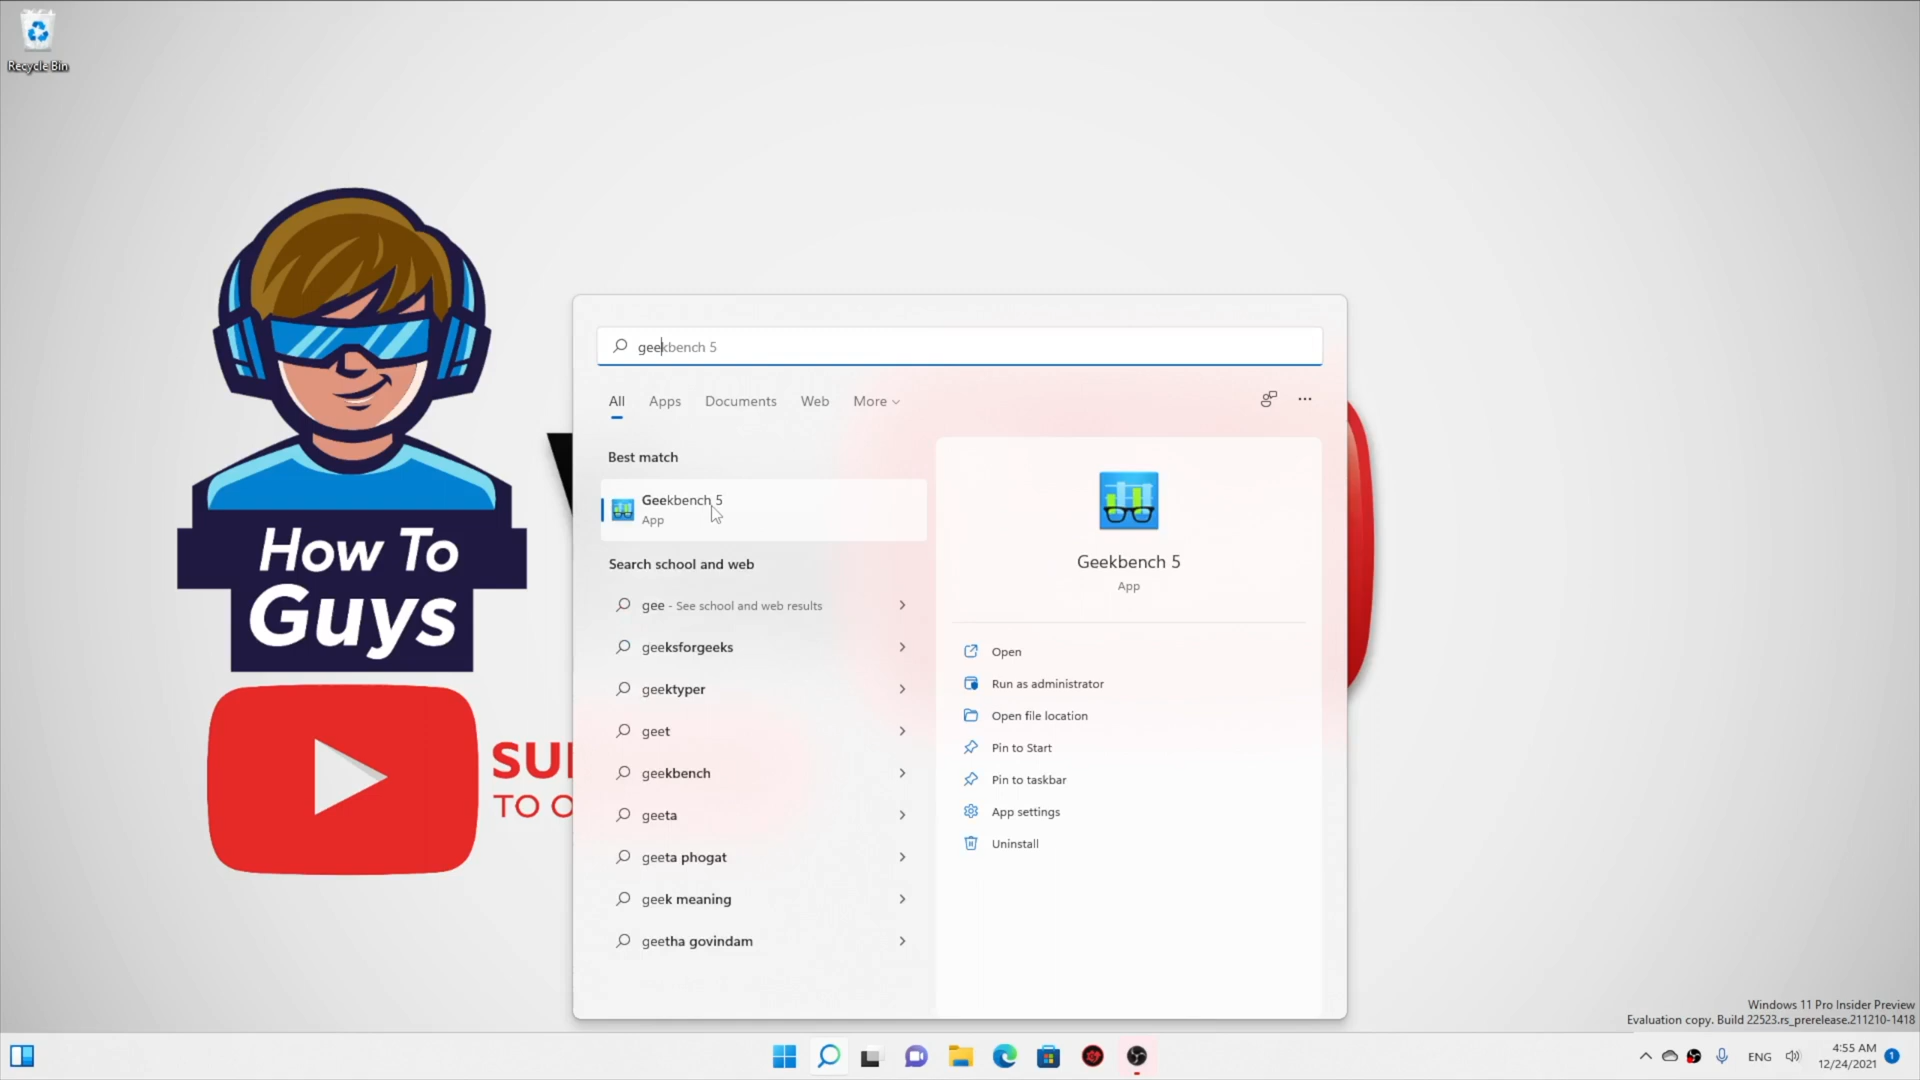 Recycle Bin
How To
Guys
SU
TO O
geekbench 5
All Apps Documents Web More
Best match
Geekbench 5
App
Search school and web
gee - See school and web results
geeksforgeeks
geektyper
geet
geekbench
geeta
geeta phogat
geek meaning
geetha govindam
Geekbench 5
App
Open
Run as administrator
Open file location
Pin to Start
Pin to taskbar
App settings
Uninstall
Windows 11 Pro Insider Preview
Evaluation copy. Build 22523.rs_prerelease.211210-1418
ENG
4:55 AM
12/24/2021
1